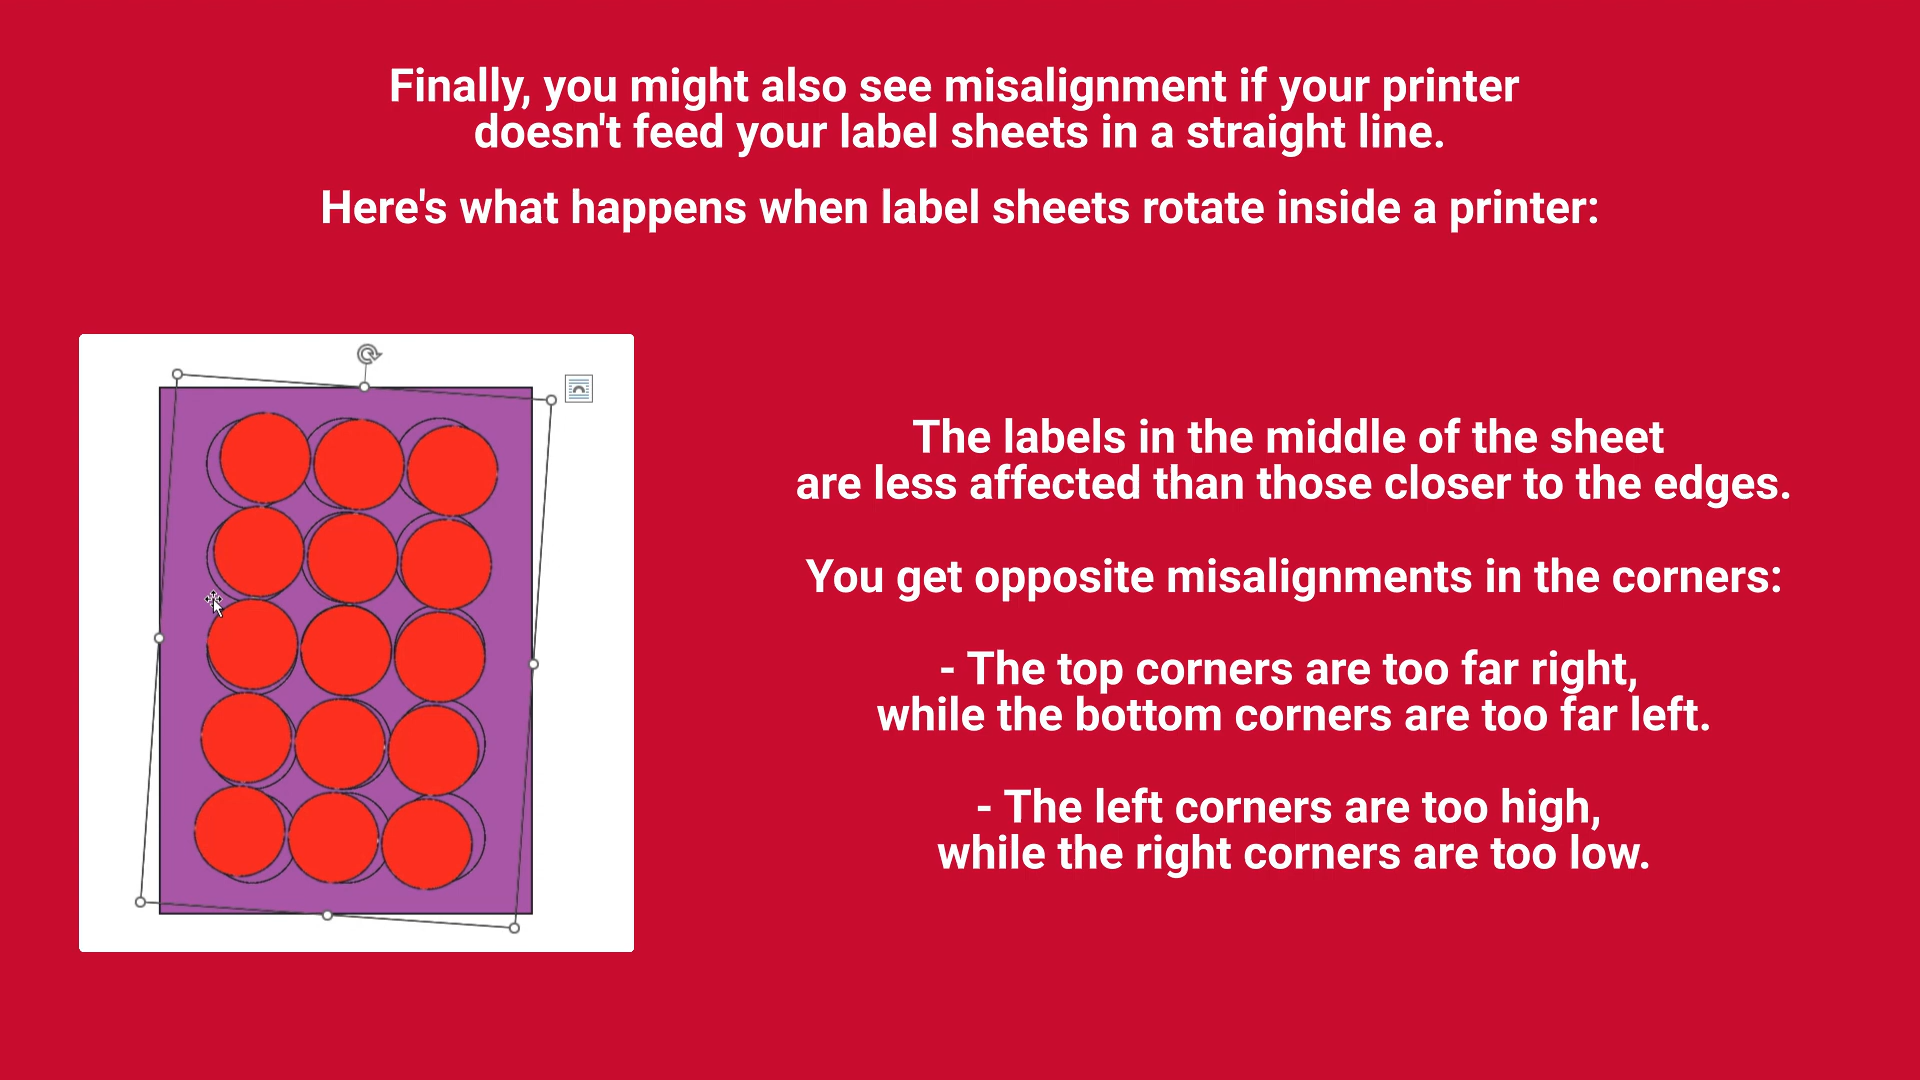 Finally, you might also see misalignment if your printer
doesn't feed your label sheets in a straight line.
Here's what happens when label sheets rotate inside a printer:
The labels in the middle of the sheet
are less affected than those closer to the edges.
You get opposite misalignments in the corners:
- The top corners are too far right,
while the bottom corners are too far left.
- The left corners are too high,
while the right corners are too low.